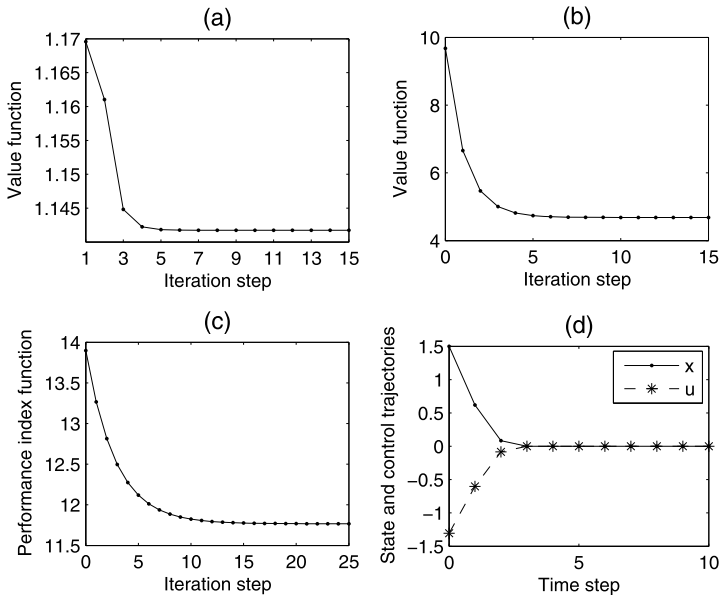 (a)
1.17
1.165
1.16
1.155
1.15
1.145
Value function
1 3 5 7 9 11 13 15
Iteration step
(b)
10
8
6
4
Value function
0 5 10 15
Iteration step
(c)
14
13.5
13
12.5
12
11.5
Performance index function
0 5 10 15 20 25
Iteration step
(d)
1.5
1
0.5
0
−0.5
−1
−1.5
State and control trajectories
x
u
0 5 10
Time step